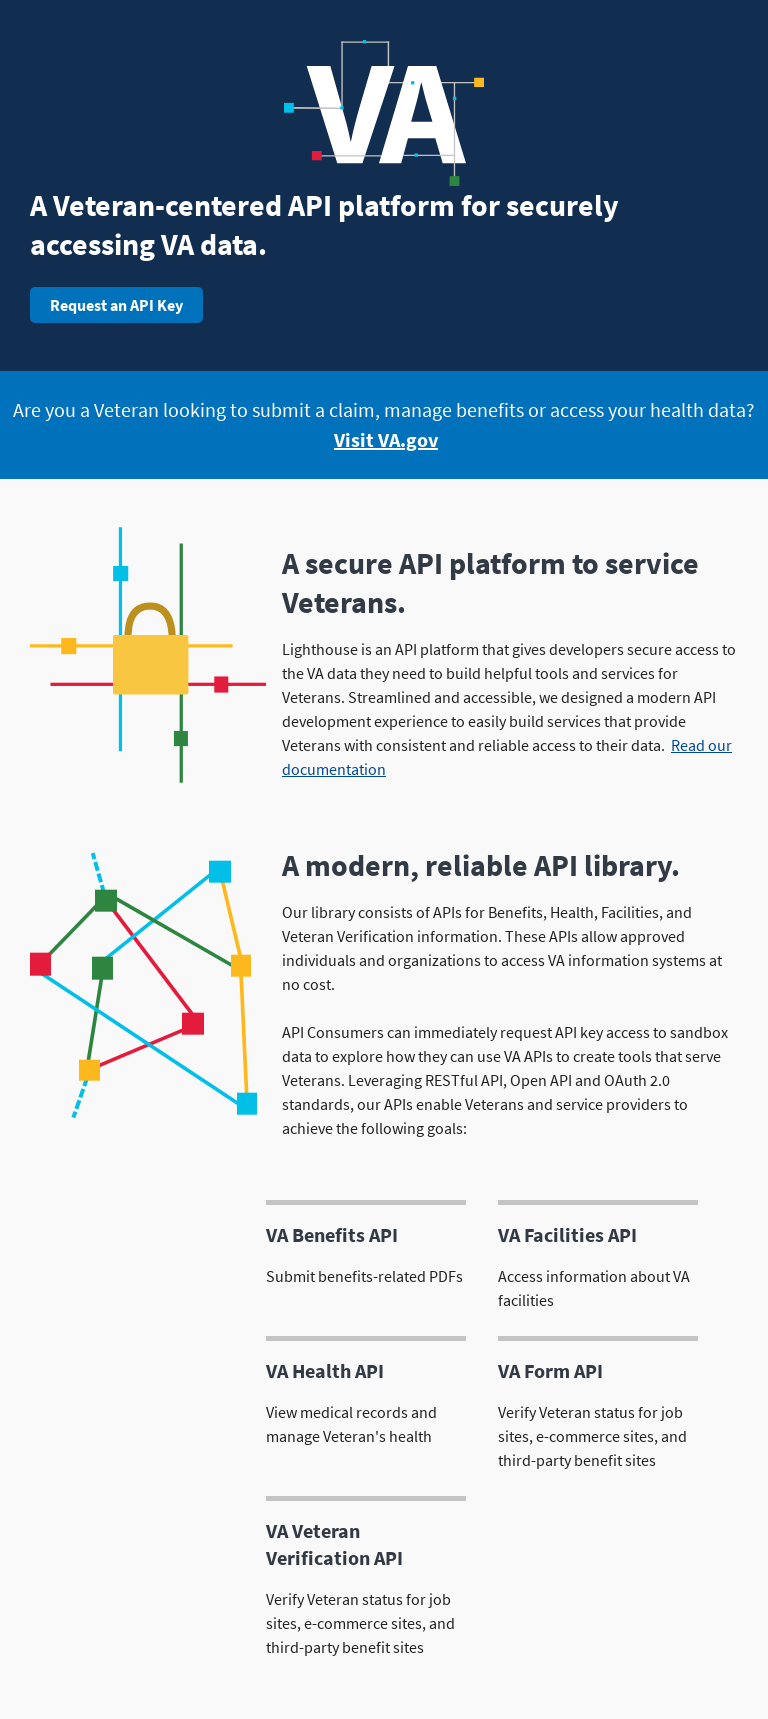 VA
A Veteran-centered API platform for securely
accessing VA data.
Request an API Key
Are you a Veteran looking to submit a claim, manage benefits or access your health data?
Visit VA.gov
A secure API platform to service
Veterans.
Lighthouse is an API platform that gives developers secure access to
the VA data they need to build helpful tools and services for
Veterans. Streamlined and accessible, we designed a modern API
development experience to easily build services that provide
Veterans with consistent and reliable access to their data. Read our
documentation
A modern, reliable API library.
Our library consists of APIs for Benefits, Health, Facilities, and
Veteran Verification information. These APIs allow approved
individuals and organizations to access VA information systems at
no cost.
API Consumers can immediately request API key access to sandbox
data to explore how they can use VA APIs to create tools that serve
Veterans. Leveraging RESTful API, Open API and OAuth 2.0
standards, our APIs enable Veterans and service providers to
achieve the following goals:
VA Benefits API
Submit benefits-related PDFs
VA Facilities API
Access information about VA
facilities
VA Health API
View medical records and
manage Veteran's health
VA Form API
Verify Veteran status for job
sites, e-commerce sites, and
third-party benefit sites
VA Veteran
Verification API
Verify Veteran status for job
sites, e-commerce sites, and
third-party benefit sites